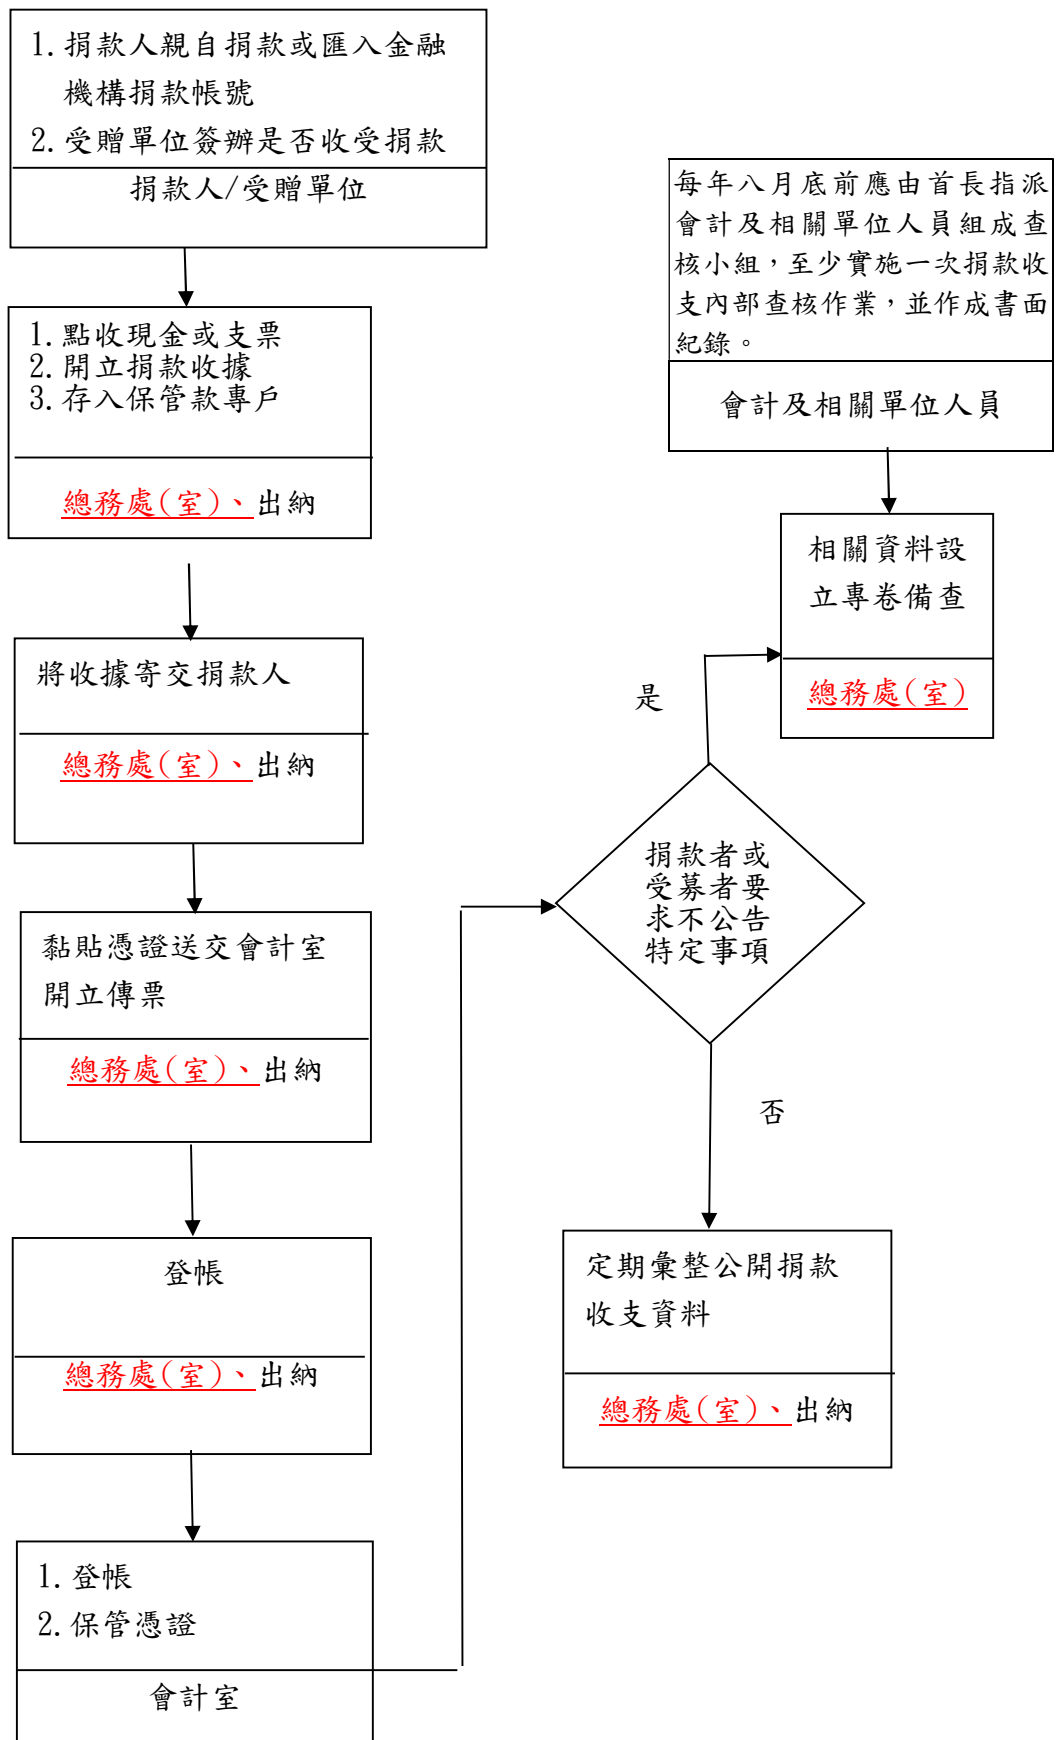 1.捐款人親自捐款或匯入金融
機構捐款帳號
2.受贈單位簽辦是否收受捐款
捐款人/受贈單位
1.點收現金或支票
2.開立捐款收據
3.存入保管款專戶
總務處(室)、出納
將收據寄交捐款人
總務處(室)、出納
黏貼憑證送交會計室
開立傳票
總務處(室)、出納
登帳
總務處(室)、出納
1.登帳
2.保管憑證
會計室
每年八月底前應由首長指派
會計及相關單位人員組成查
核小組，至少實施一次捐款收
支內部查核作業，並作成書面
紀錄。
會計及相關單位人員
相關資料設
立專卷備查
總務處(室)
是
捐款者或
受募者要
求不公告
特定事項
否
定期彙整公開捐款
收支資料
總務處(室)、出納